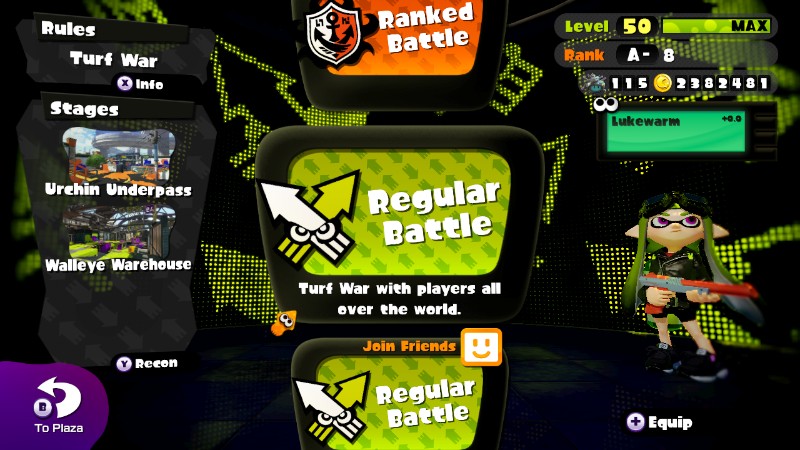 Rules
Turf War
X Info
Stages
Urchin Underpass
Walleye Warehouse
Y Recon
B
To Plaza
Ranked
Battle
Regular
Battle
Turf War with players all
over the world.
Join Friends
Regular
Battle
Level 50 MAX
Rank A- 8
115 2382481
Lukewarm +0.0
+ Equip